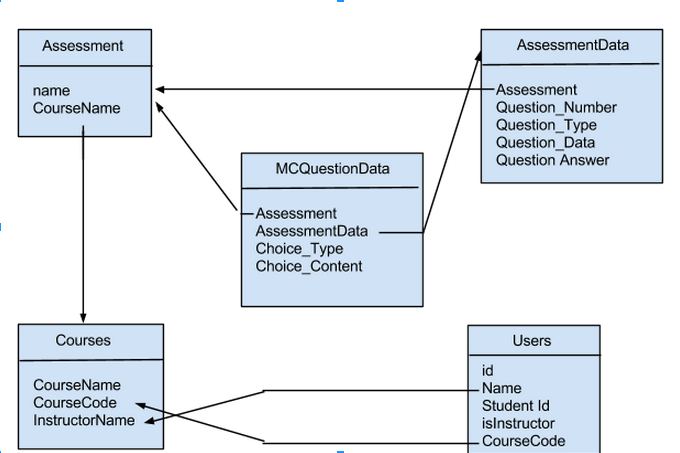 Assessment
name
CourseName
AssessmentData
Assessment
Question_Number
Question_Type
Question_Data
Question Answer
MCQuestionData
Assessment
AssessmentData
Choice_Type
Choice_Content
Courses
CourseName
CourseCode
InstructorName
Users
id
Name
Student Id
isInstructor
CourseCode